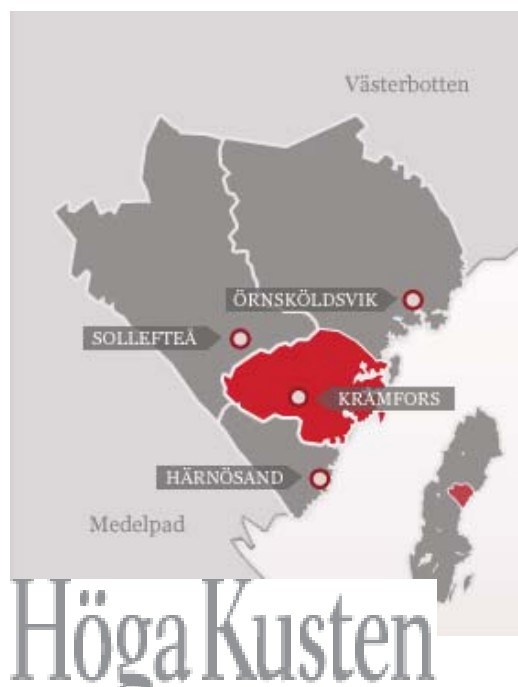 Västerbotten
ÖRNSKÖLDSVIK
SOLLEFTEÅ
KRAMFORS
HÄRNÖSAND
Medelpad
Höga Kusten